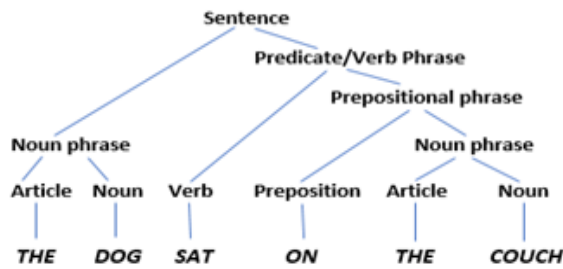 Sentence
Predicate/Verb Phrase
Prepositional phrase
Noun phrase Noun phrase
Article Noun Verb Preposition Article Noun
THE DOG SAT ON THE COUCH